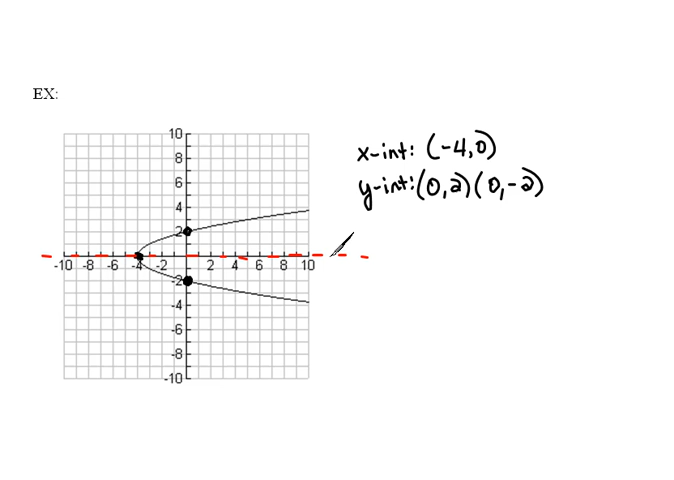 EX:
x-int: (-4,0)
y-int: (0,2) (0,-2)
10
8
6
4
2
-10 -8 -6 -4 -2 2 4 6 8 10
-2
-4
-6
-8
-10